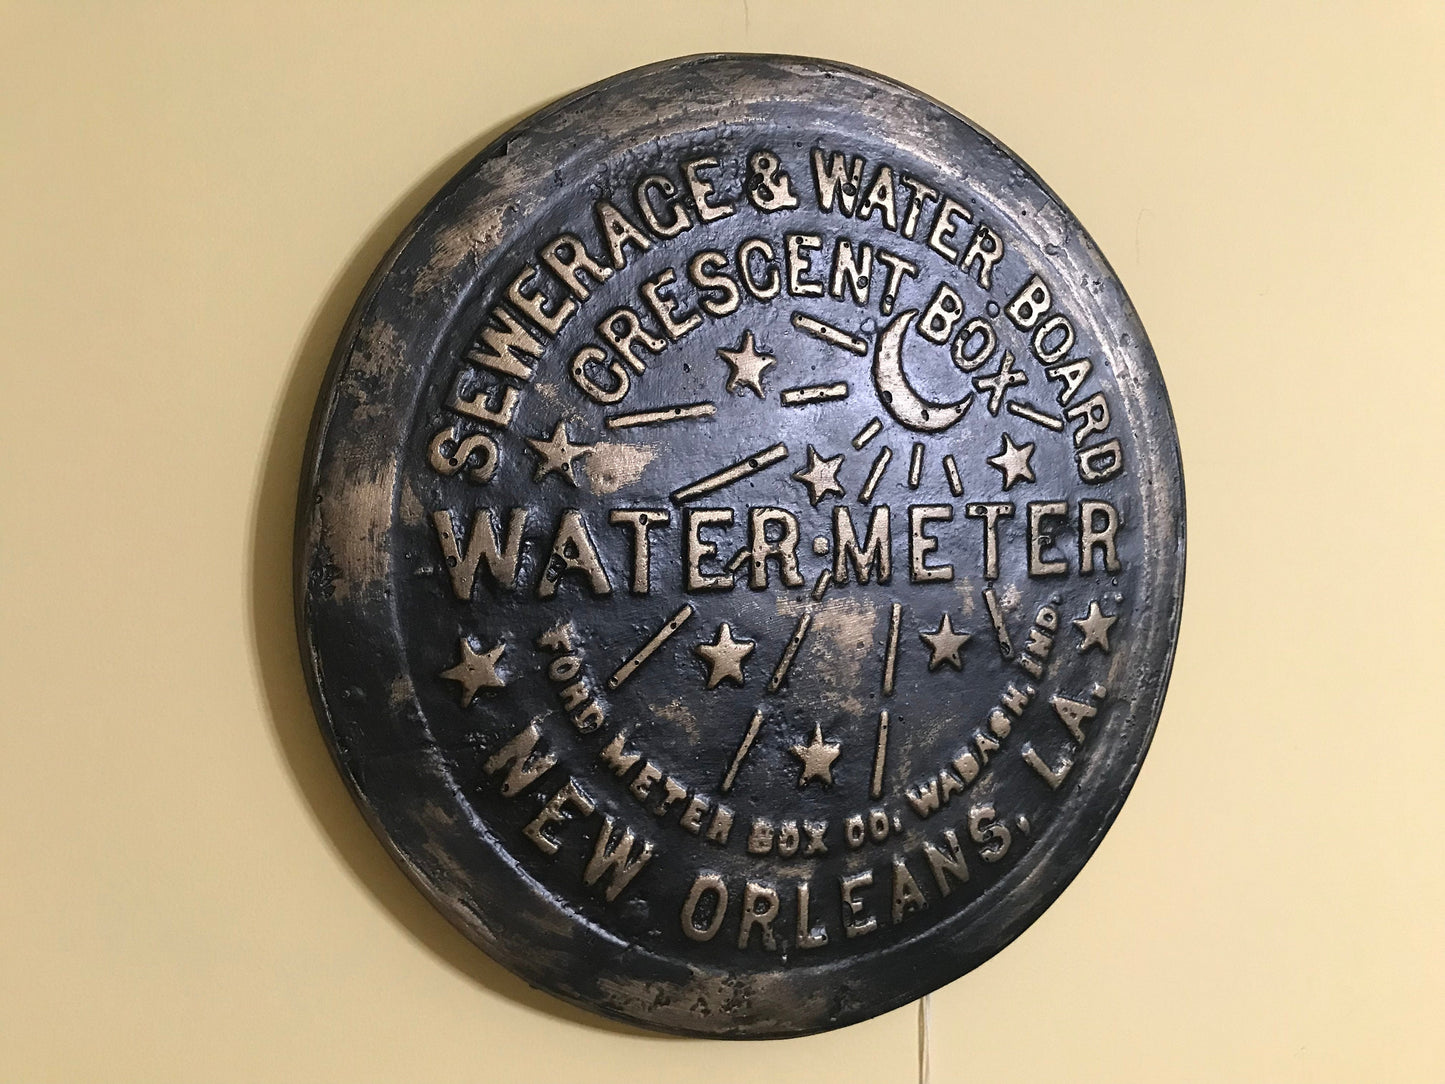 SEWERAGE & WATER BOARD
CRESCENT BOX
WATER·METER
FORD METER BOX CO. WABASH, IND.
NEW ORLEANS, LA.